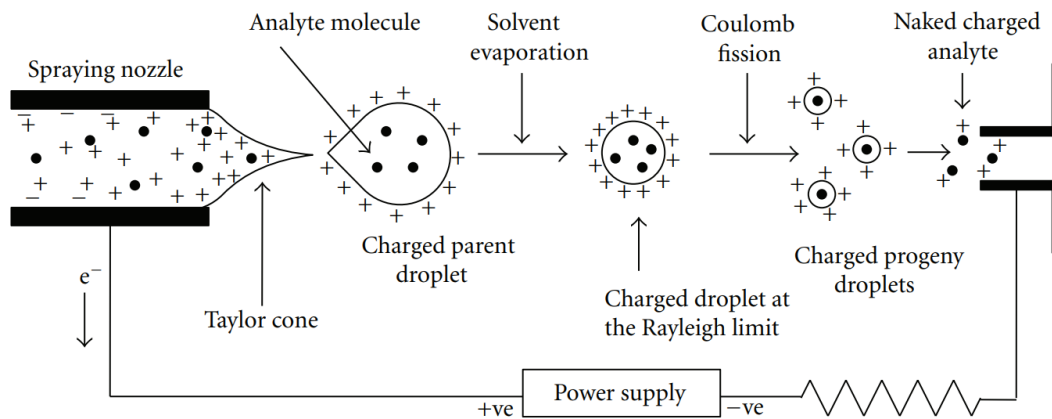 Analyte molecule
Solvent
evaporation
Coulomb
fission
Naked charged
analyte
Spraying nozzle
Charged parent
droplet
Charged progeny
droplets
e⁻
Taylor cone
Charged droplet at
the Rayleigh limit
+ve
Power supply
−ve